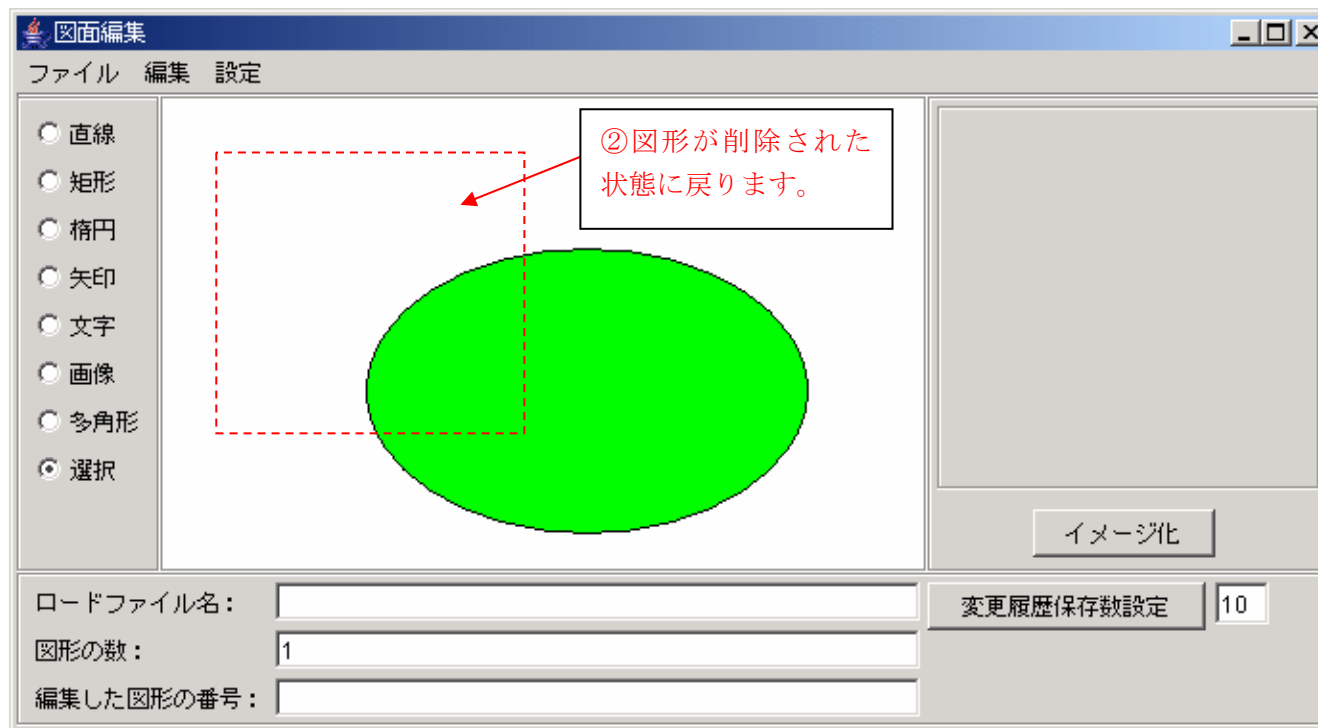 図面編集
ファイル 編集 設定
直線
矩形
楕円
矢印
文字
画像
多角形
選択
②図形が削除された
状態に戻ります。
イメージ化
ロードファイル名：
変更履歴保存数設定 10
図形の数： 1
編集した図形の番号：